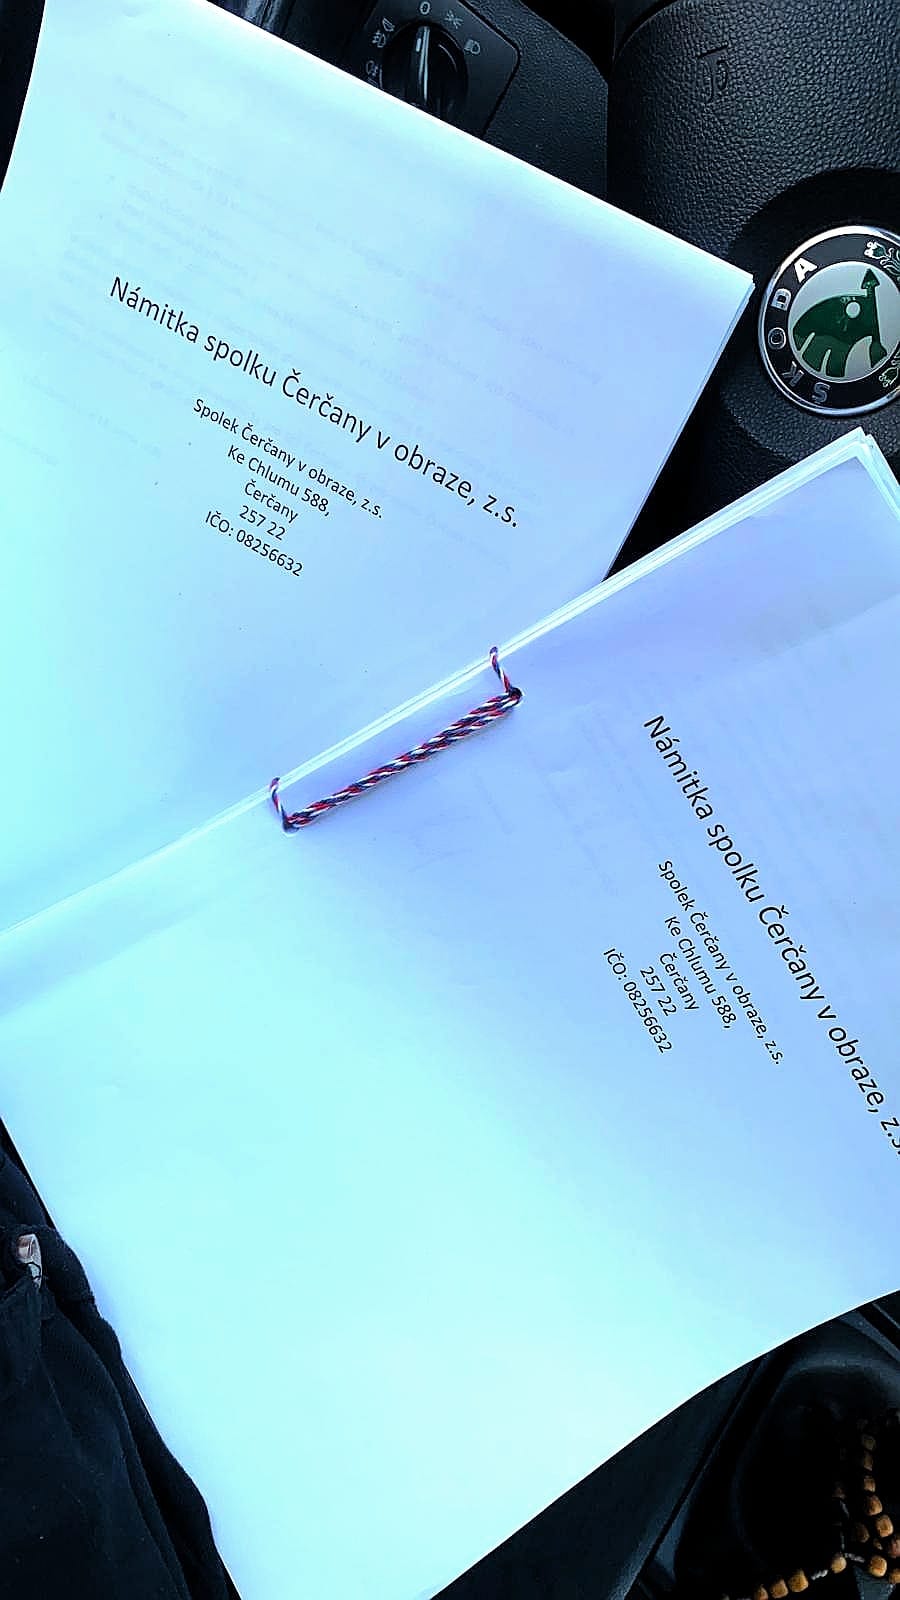 Námitka spolku Čerčany v obraze, z.s.
Spolek Čerčany v obraze, z.s.
Ke Chlumu 588,
Čerčany
257 22
IČO: 08256632
ŠKODA
Námitka spolku Čerčany v obraze, z.s.
Spolek Čerčany v obraze, z.s.
Ke Chlumu 588,
Čerčany
257 22
IČO: 08256632